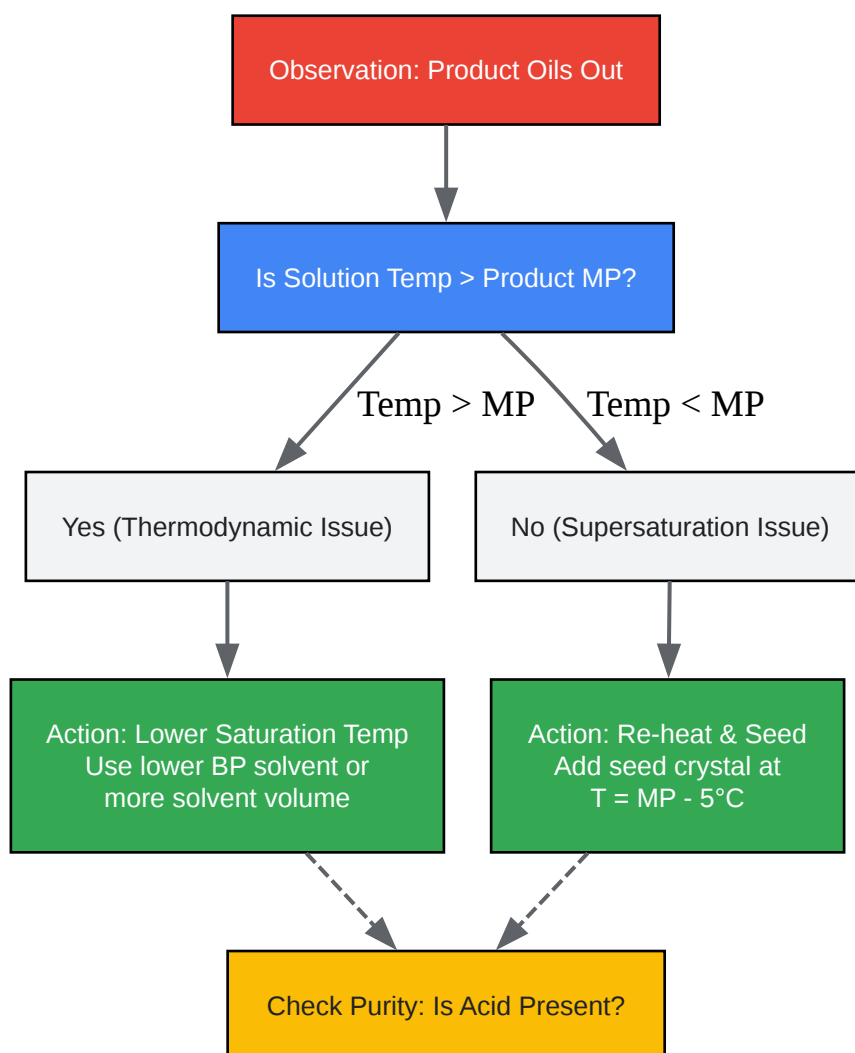 Observation: Product Oils Out
Is Solution Temp > Product MP?
Temp > MP
Temp < MP
Yes (Thermodynamic Issue)
No (Supersaturation Issue)
Action: Lower Saturation Temp
Use lower BP solvent or
more solvent volume
Action: Re-heat & Seed
Add seed crystal at
T = MP - 5°C
Check Purity: Is Acid Present?